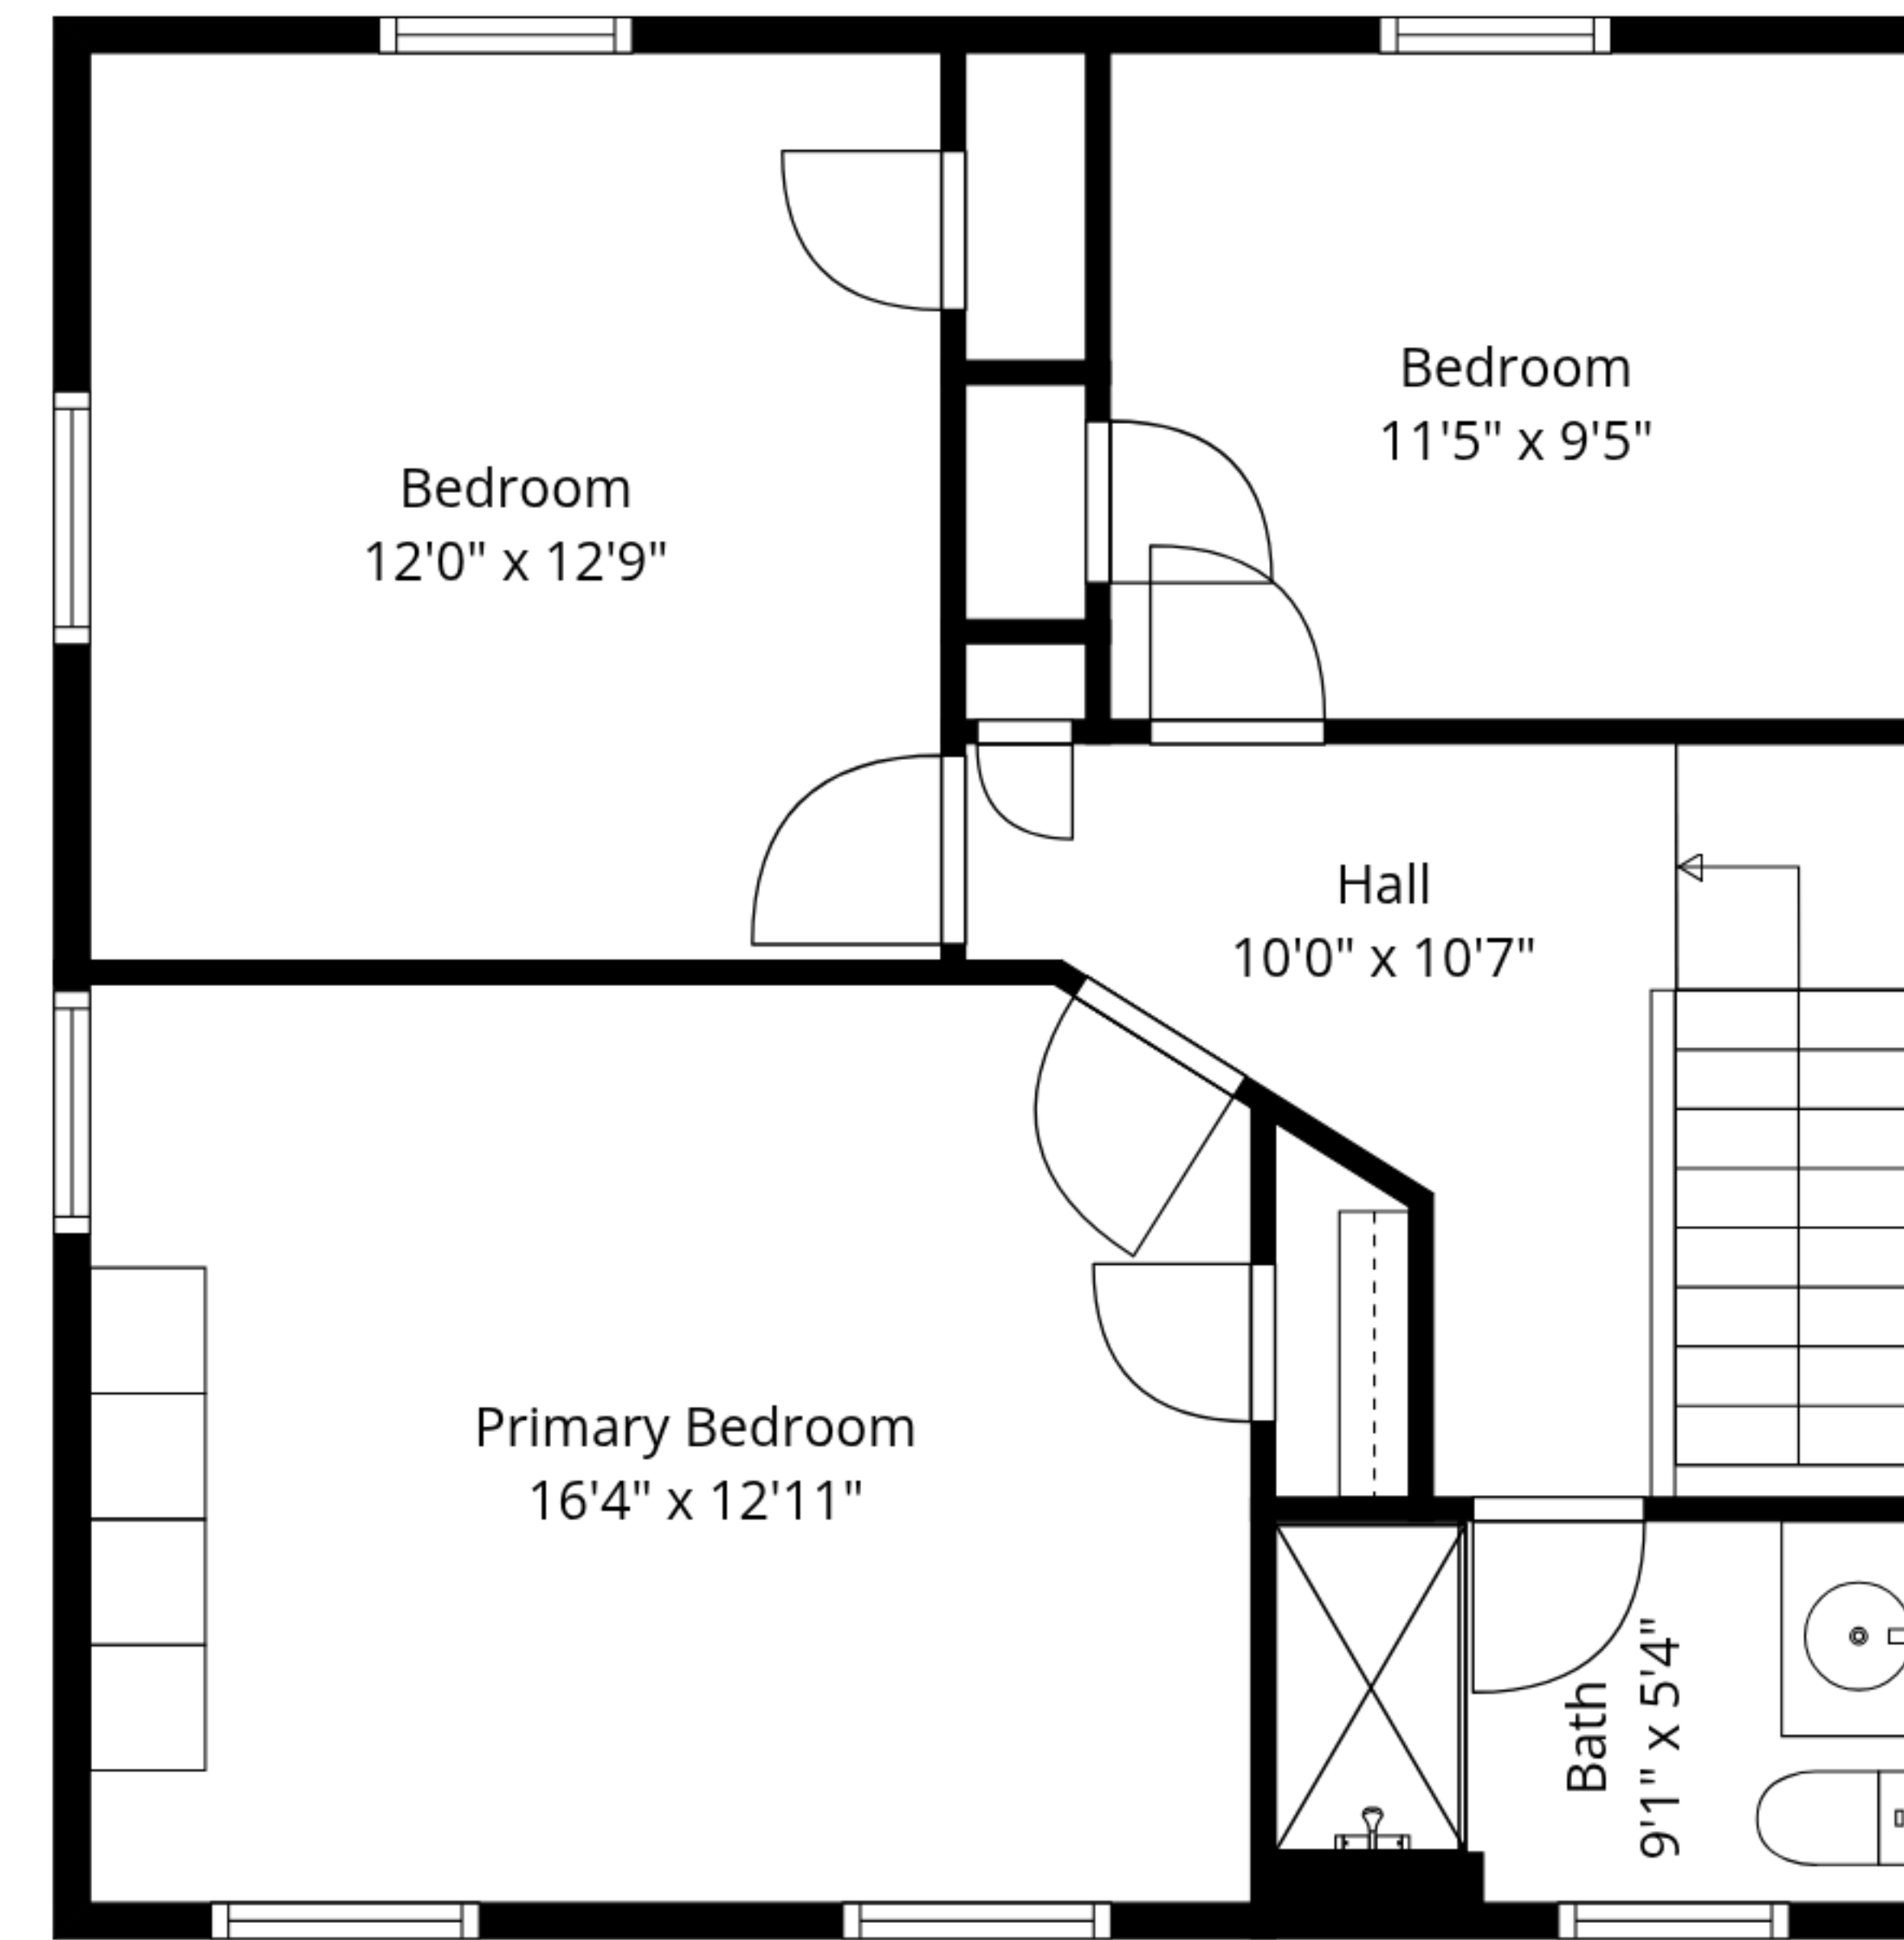 Bedroom
11'5" x 9'5"
Bedroom
12'0" x 12'9"
Hall
10'0" x 10'7"
Primary Bedroom
16'4" x 12'11"
Bath
9'1" x 5'4"